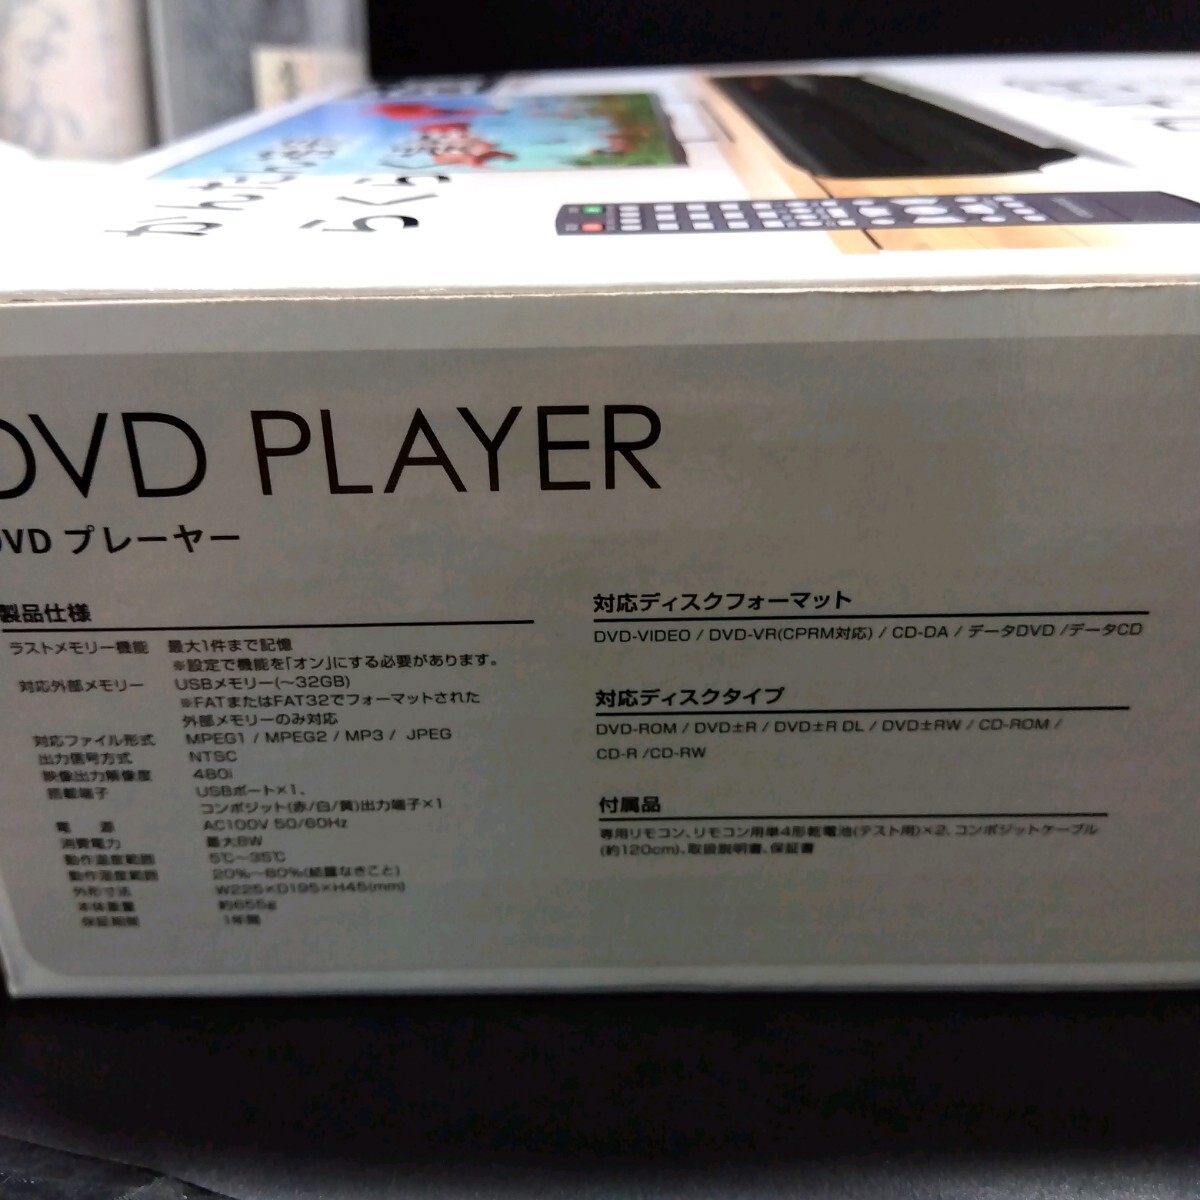 かんたん接続
らくらく録画
DVD PLAYER
DVD プレーヤー
製品仕様
ラストメモリー機能 最大1件まで記憶
※設定で機能を「オン」にする必要があります。
対応外部メモリー USBメモリー(~32GB)
※FATまたはFAT32でフォーマットされた
外部メモリーのみ対応
対応ファイル形式 MPEG1 / MPEG2 / MP3 / JPEG
出力信号方式 NTSC
映像出力解像度 480i
搭載端子 USBポート×1、
コンポジット(赤/白/黄)出力端子×1
電源 AC100V 50/60Hz
消費電力 最大8W
動作温度範囲 5℃~35℃
動作湿度範囲 20%~80%(結露なきこと)
外形寸法 W225×D195×H45(mm)
本体重量 約655g
保証期間 1年間
対応ディスクフォーマット
DVD-VIDEO / DVD-VR(CPRM対応) / CD-DA / データDVD /データCD
対応ディスクタイプ
DVD-ROM / DVD±R / DVD±R DL / DVD±RW / CD-ROM /
CD-R /CD-RW
付属品
専用リモコン、リモコン用単4形乾電池(テスト用)×2、コンポジットケーブル
(約120cm)、取扱説明書、保証書